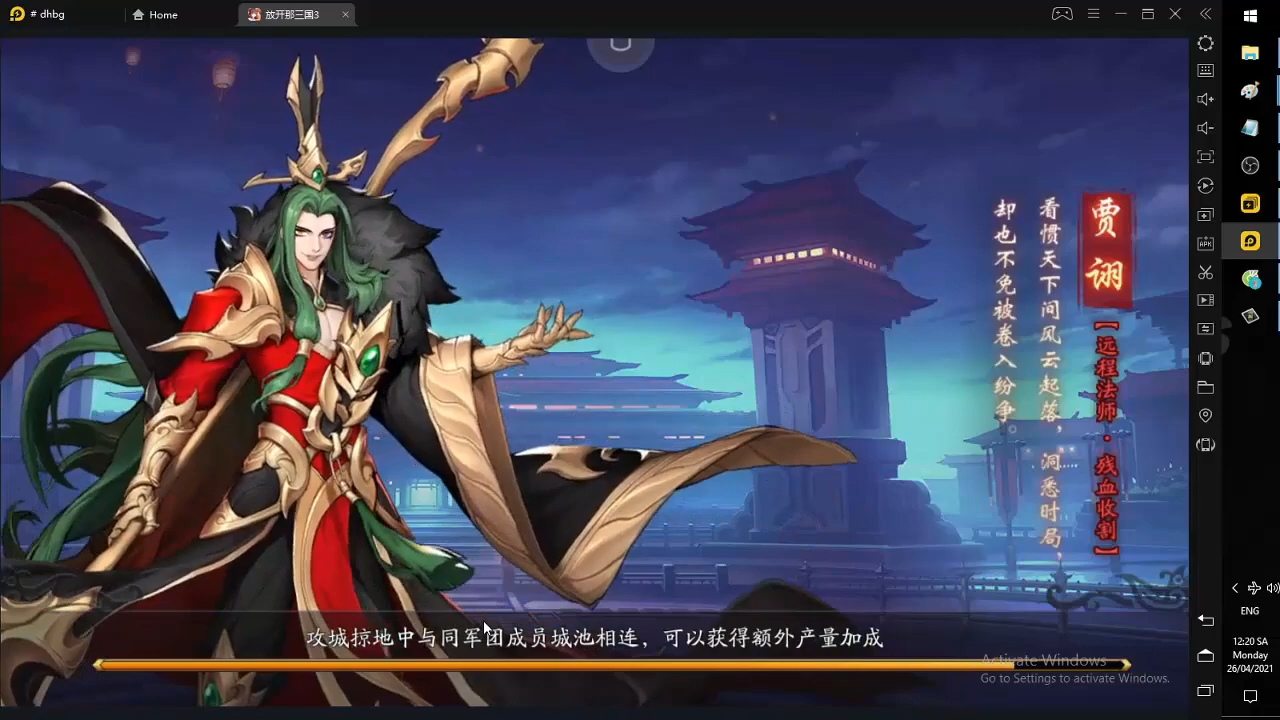 # dhbg
Home
放开那三国3
贾诩
【远程法师·残血收割】
看惯天下间风云起落，洞悉时局，
却也不免被卷入纷争。
攻城掠地中与同军团成员城池相连，可以获得额外产量加成
Activate Windows
Go to Settings to activate Windows.
APK
ENG
12:20 SA
Monday
26/04/2021